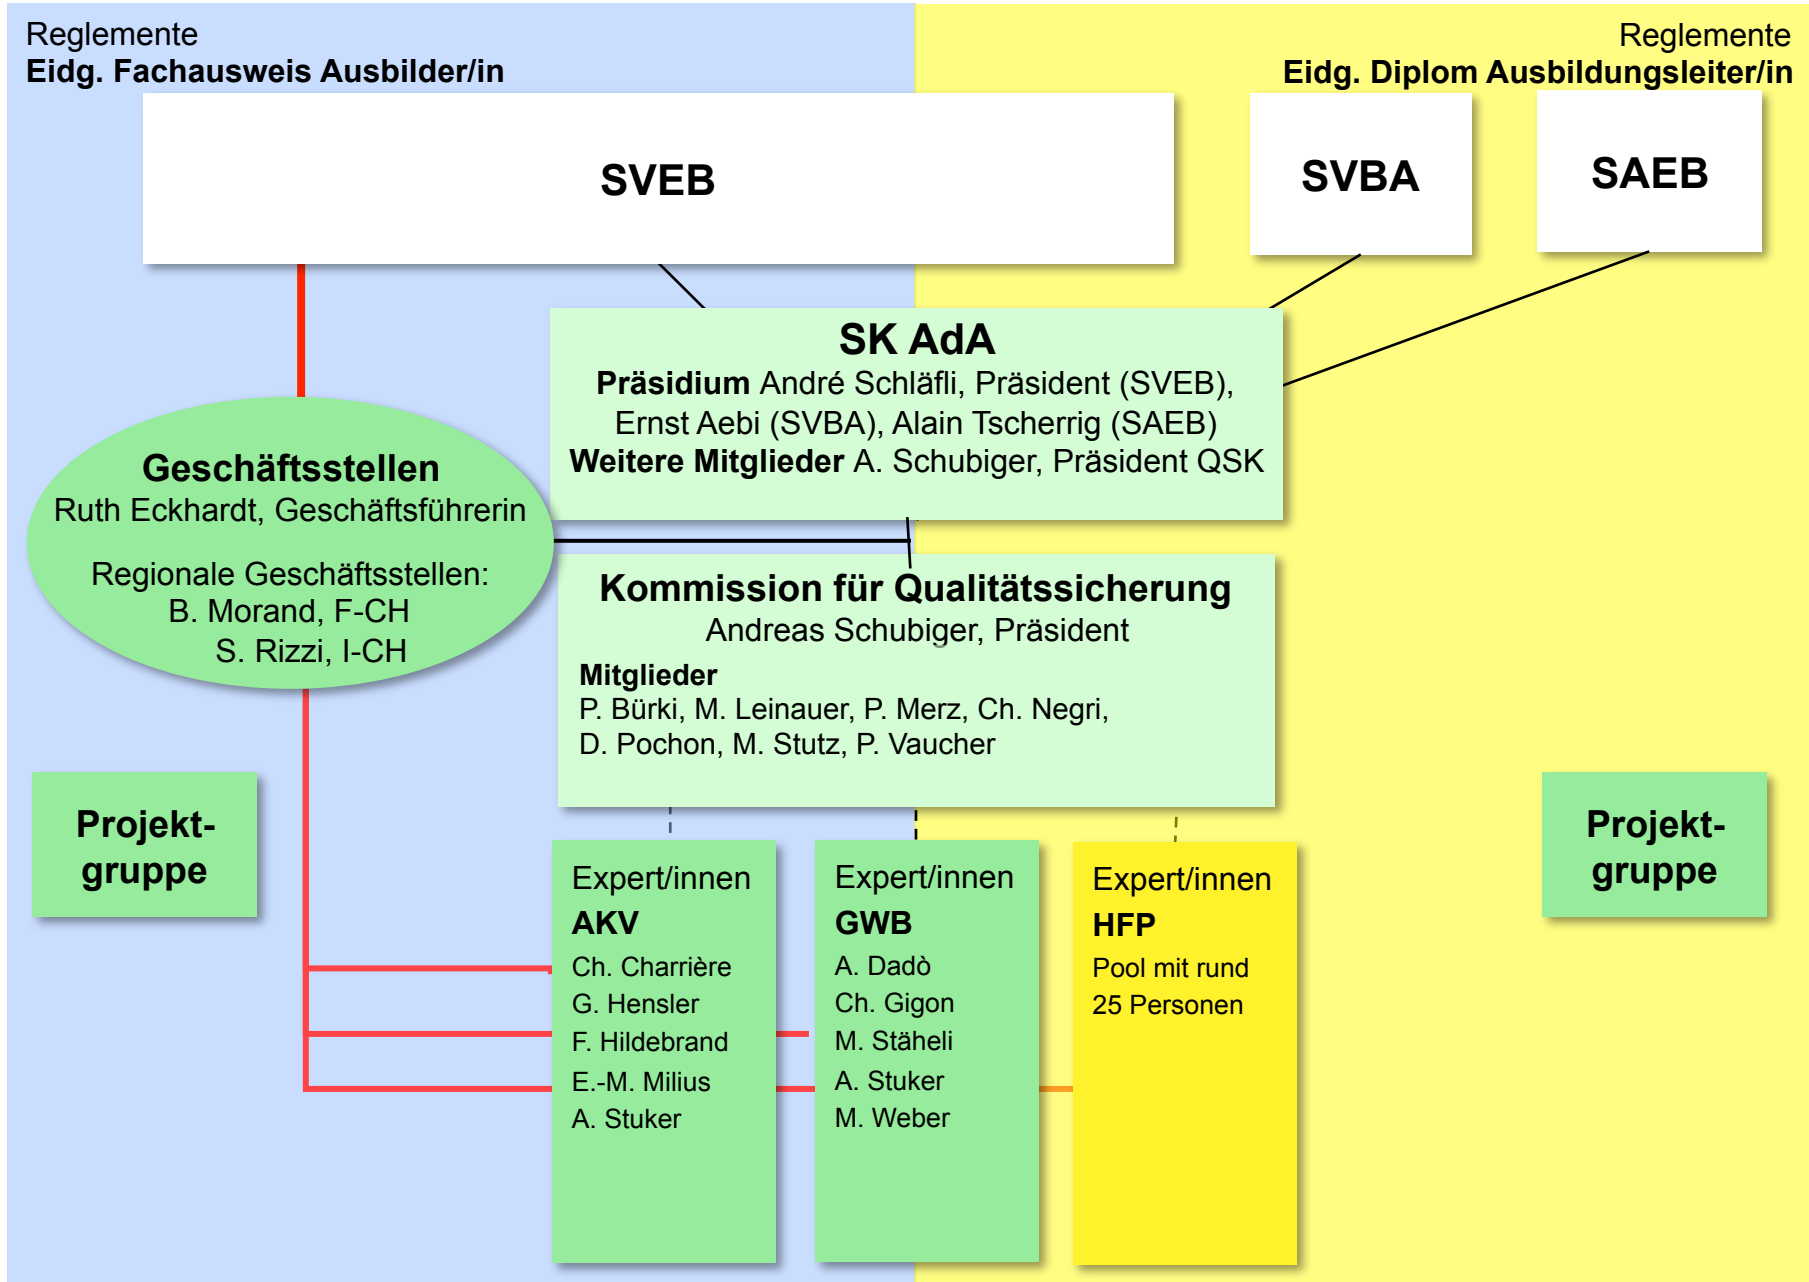 Reglemente
Eidg. Fachausweis Ausbilder/in
Reglemente
Eidg. Diplom Ausbildungsleiter/in
SVEB
SVBA
SAEB
SK AdA
Präsidium André Schläfli, Präsident (SVEB),
Ernst Aebi (SVBA), Alain Tscherrig (SAEB)
Weitere Mitglieder A. Schubiger, Präsident QSK
Geschäftsstellen
Ruth Eckhardt, Geschäftsführerin
Regionale Geschäftsstellen:
B. Morand, F-CH
S. Rizzi, I-CH
Kommission für Qualitätssicherung
Andreas Schubiger, Präsident
Mitglieder
P. Bürki, M. Leinauer, P. Merz, Ch. Negri,
D. Pochon, M. Stutz, P. Vaucher
Projekt-
gruppe
Expert/innen
AKV
Ch. Charrière
G. Hensler
F. Hildebrand
E.-M. Milius
A. Stuker
Expert/innen
GWB
A. Dadò
Ch. Gigon
M. Stäheli
A. Stuker
M. Weber
Expert/innen
HFP
Pool mit rund
25 Personen
Projekt-
gruppe